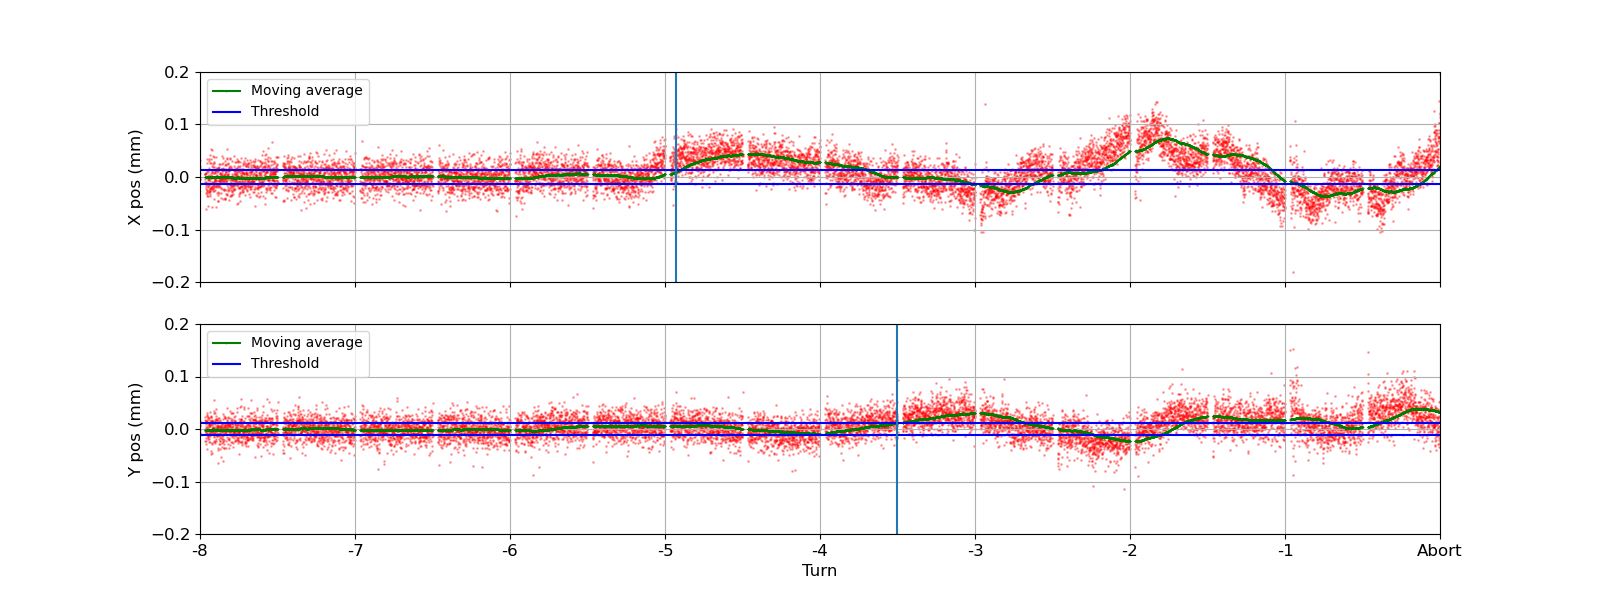 0.2
0.1
0.0
−0.1
−0.2
X pos (mm)
Moving average
Threshold
0.2
0.1
0.0
−0.1
−0.2
Y pos (mm)
Moving average
Threshold
-8 -7 -6 -5 -4 -3 -2 -1 Abort
Turn